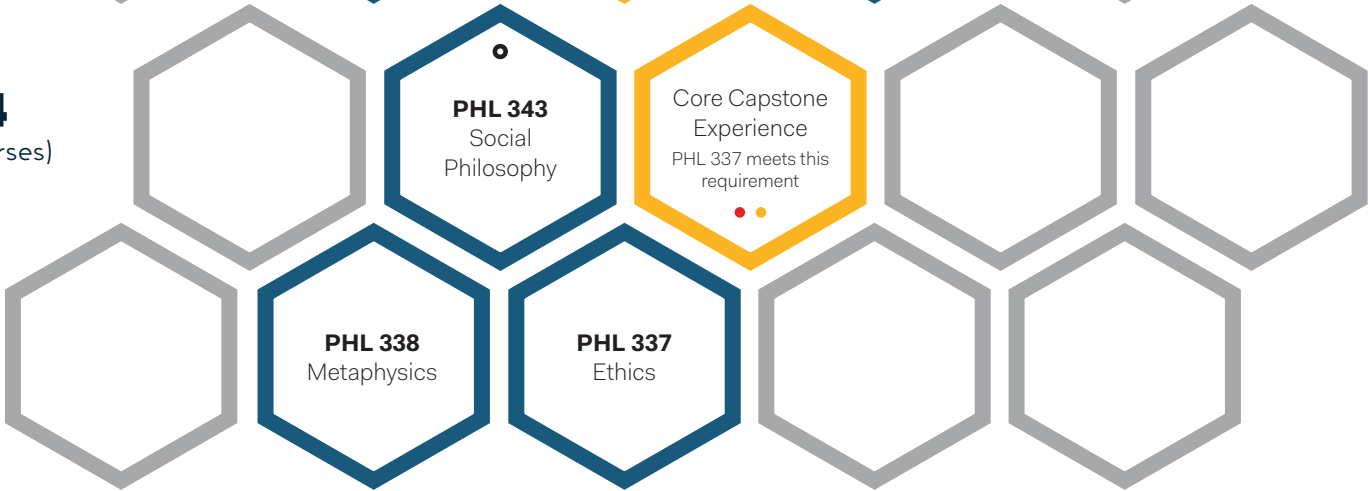 4
PHL 343
Social
Philosophy
Core Capstone
Experience
PHL 337 meets this
requirement
PHL 338
Metaphysics
PHL 337
Ethics